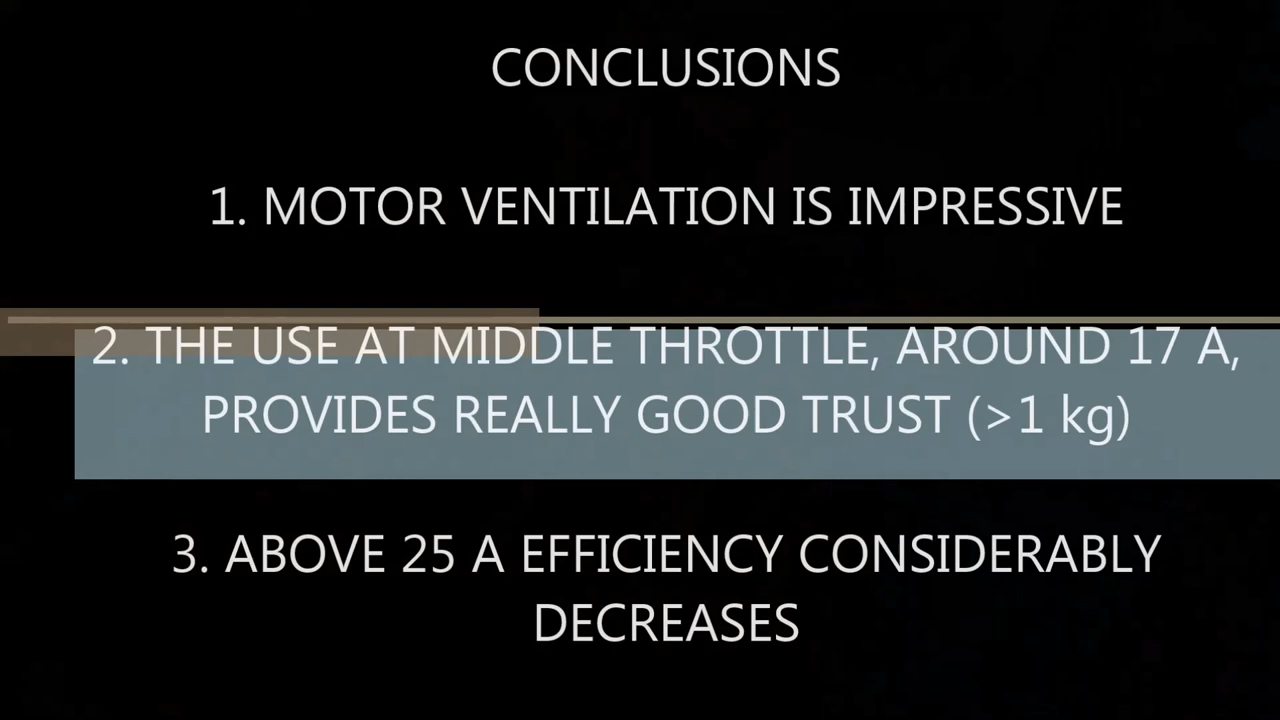 CONCLUSIONS
1. MOTOR VENTILATION IS IMPRESSIVE
2. THE USE AT MIDDLE THROTTLE, AROUND 17 A,
PROVIDES REALLY GOOD TRUST (>1 kg)
3. ABOVE 25 A EFFICIENCY CONSIDERABLY
DECREASES